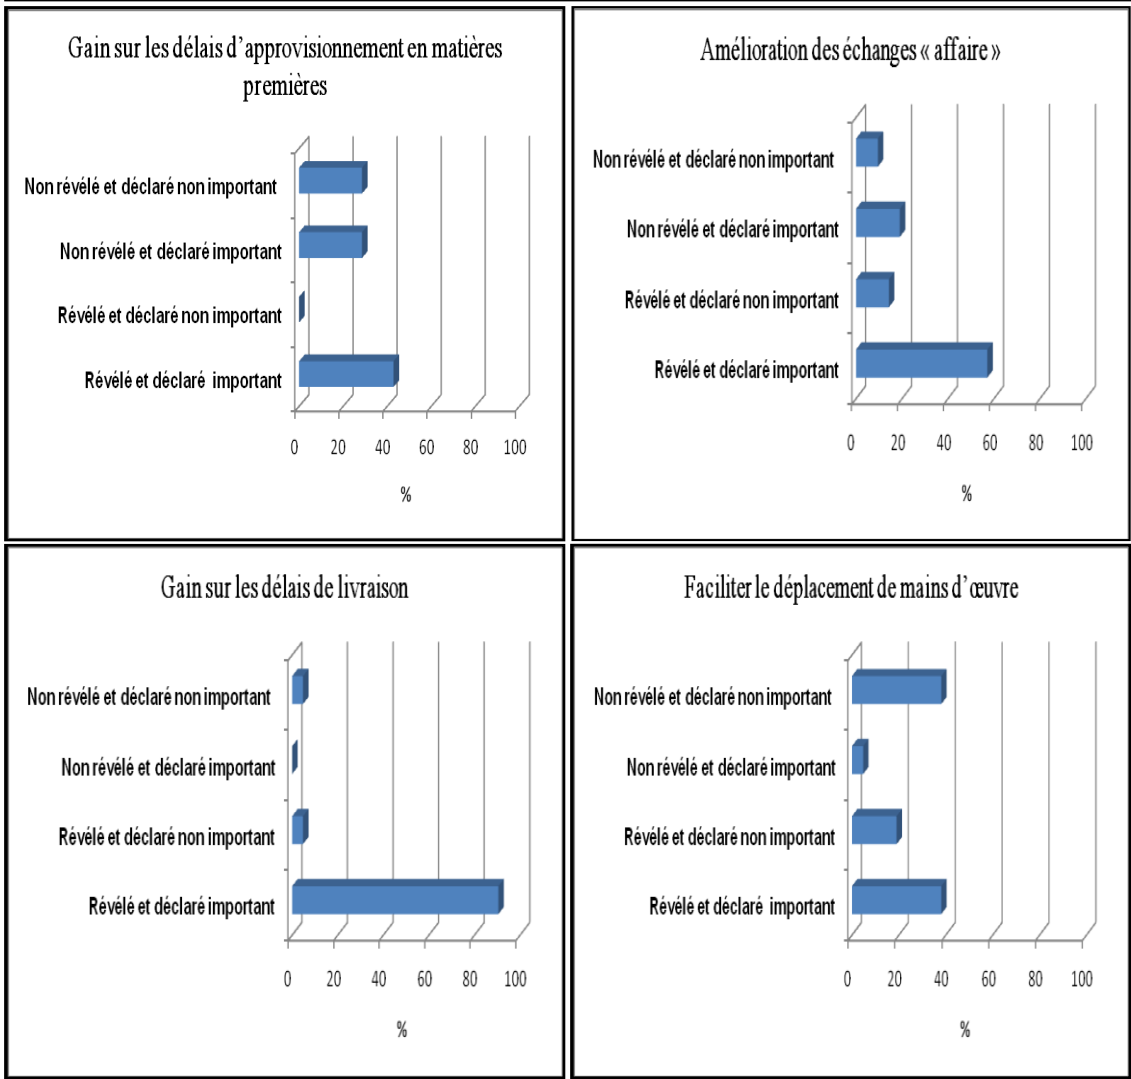 Gain sur les délais d'approvisionnement en matières
premières
Non révélé et déclaré non important
Non révélé et déclaré important
Révélé et déclaré non important
Révélé et déclaré important
0 20 40 60 80 100
%
Amélioration des échanges « affaire »
Non révélé et déclaré non important
Non révélé et déclaré important
Révélé et déclaré non important
Révélé et déclaré important
0 20 40 60 80 100
%
Gain sur les délais de livraison
Non révélé et déclaré non important
Non révélé et déclaré important
Révélé et déclaré non important
Révélé et déclaré important
0 20 40 60 80 100
%
Faciliter le déplacement de mains d'œuvre
Non révélé et déclaré non important
Non révélé et déclaré important
Révélé et déclaré non important
Révélé et déclaré important
0 20 40 60 80 100
%